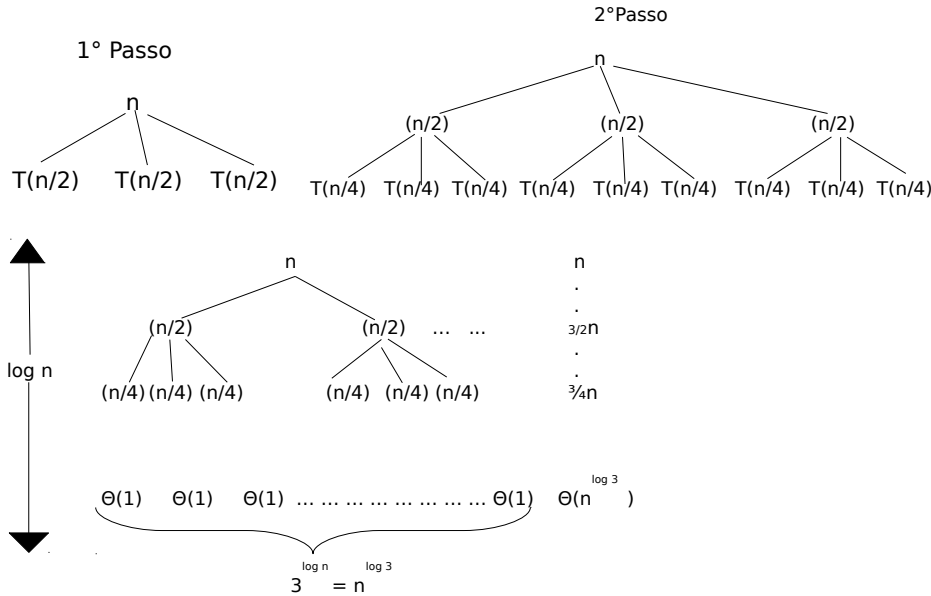 2°Passo
1° Passo
n
T(n/2) T(n/2) T(n/2)
n
(n/2) (n/2) (n/2)
T(n/4) T(n/4) T(n/4) T(n/4) T(n/4) T(n/4) T(n/4) T(n/4) T(n/4)
log n
n n
.
.
(n/2) (n/2) ... ... 3/2n
.
.
(n/4) (n/4) (n/4) (n/4) (n/4) (n/4) ¾n
Θ(1) Θ(1) Θ(1) ... ... ... ... ... ... ... ... Θ(1) Θ(n log 3 )
3 log n = n log 3